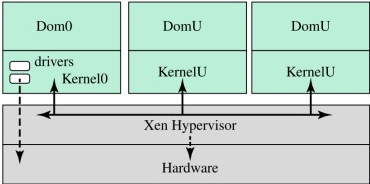 Dom0
DomU
DomU
drivers
Kernel0
KernelU
KernelU
Xen Hypervisor
Hardware